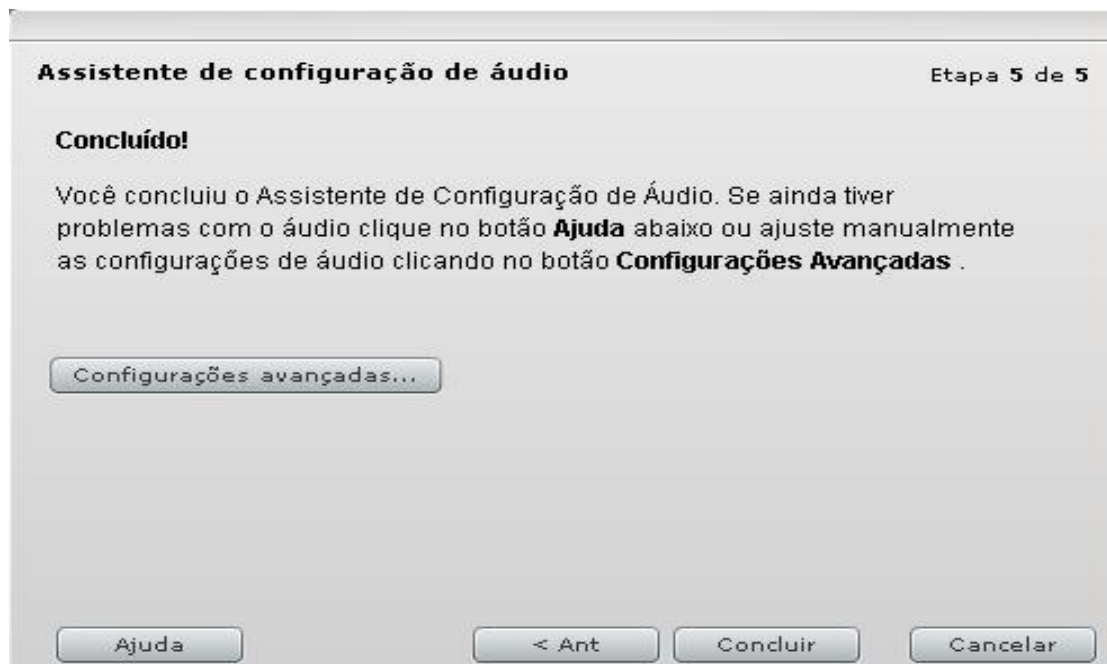 Assistente de configuração de áudio
Etapa 5 de 5
Concluído!
Você concluiu o Assistente de Configuração de Áudio. Se ainda tiver
problemas com o áudio clique no botão Ajuda abaixo ou ajuste manualmente
as configurações de áudio clicando no botão Configurações Avançadas .
Configurações avançadas...
Ajuda
< Ant
Concluir
Cancelar